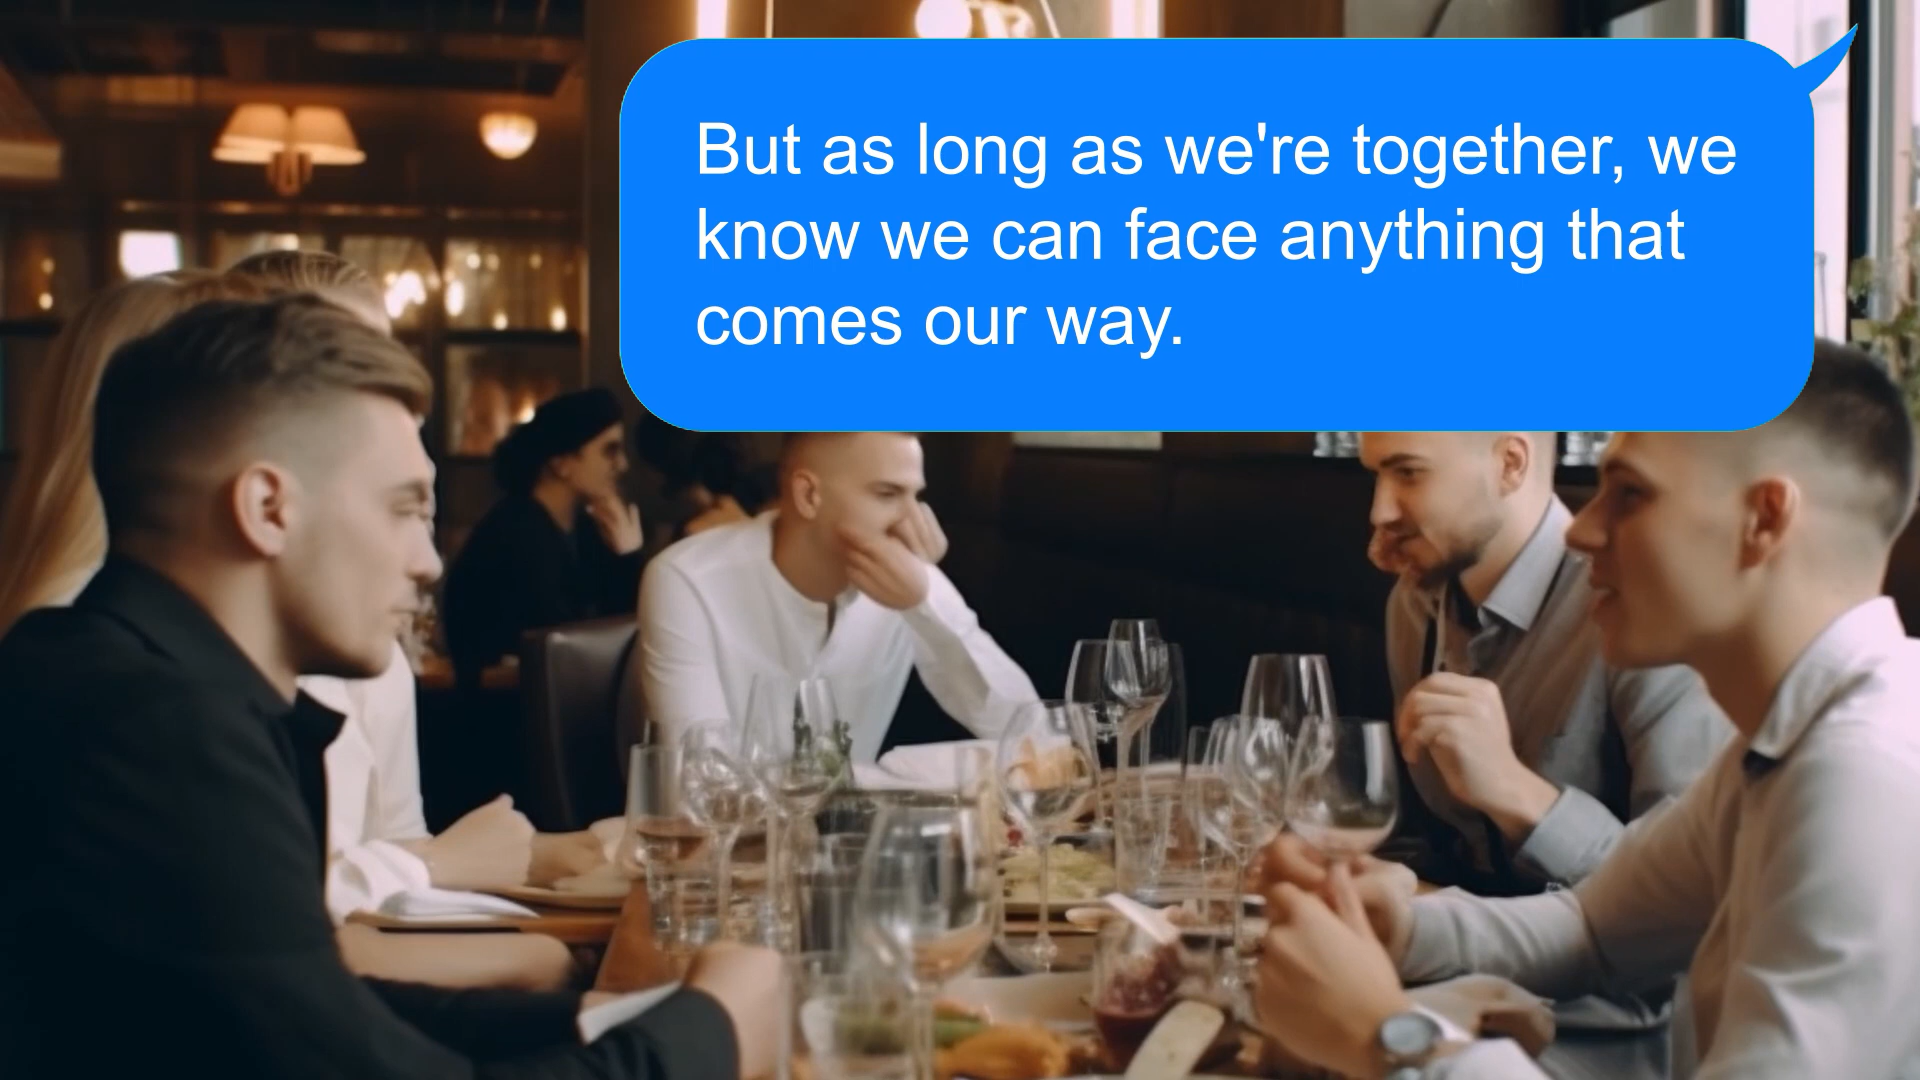 But as long as we're together, we
know we can face anything that
comes our way.